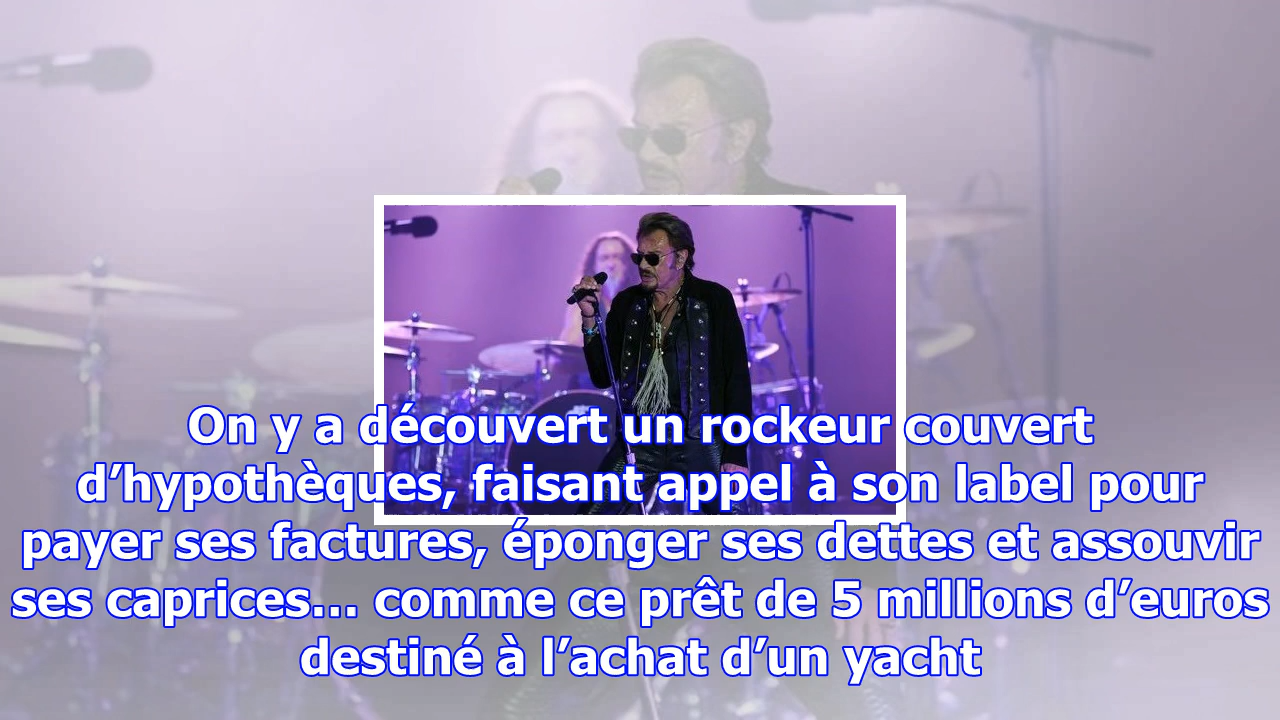 On y a découvert un rockeur couvert
d’hypothèques, faisant appel à son label pour
payer ses factures, éponger ses dettes et assouvir
ses caprices... comme ce prêt de 5 millions d’euros
destiné à l’achat d’un yacht